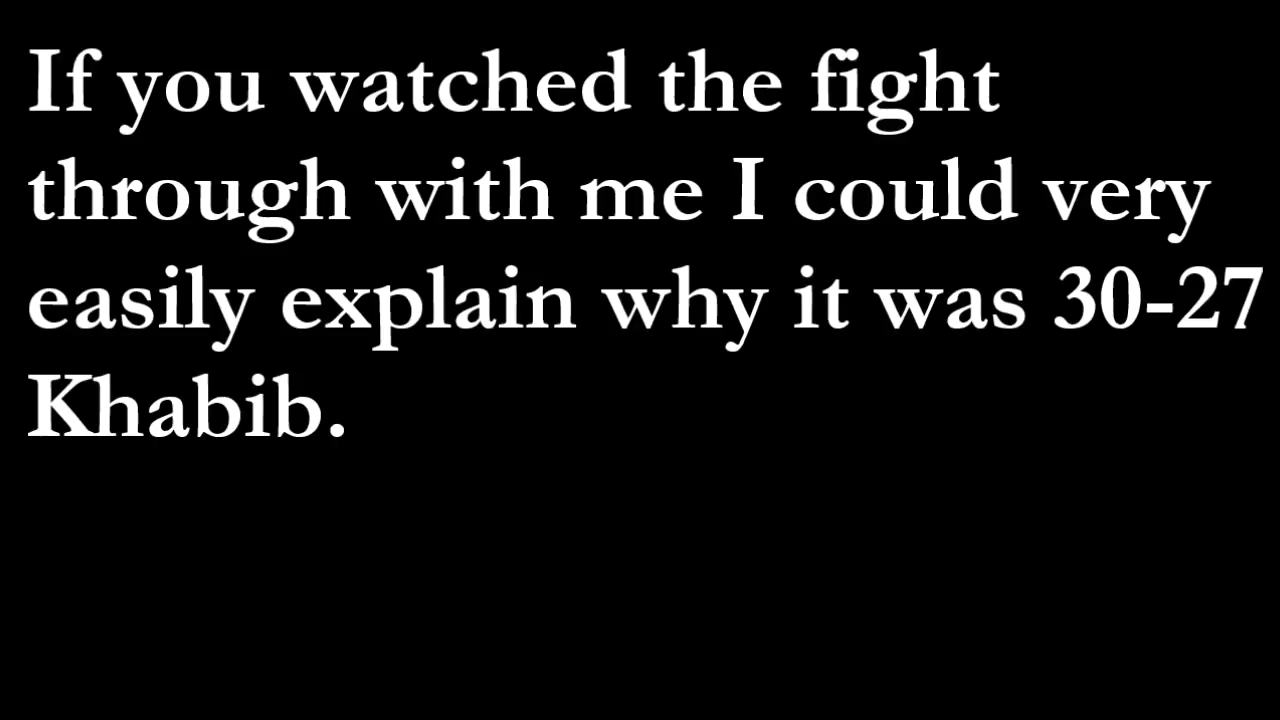 If you watched the fight
through with me I could very
easily explain why it was 30-27
Khabib.